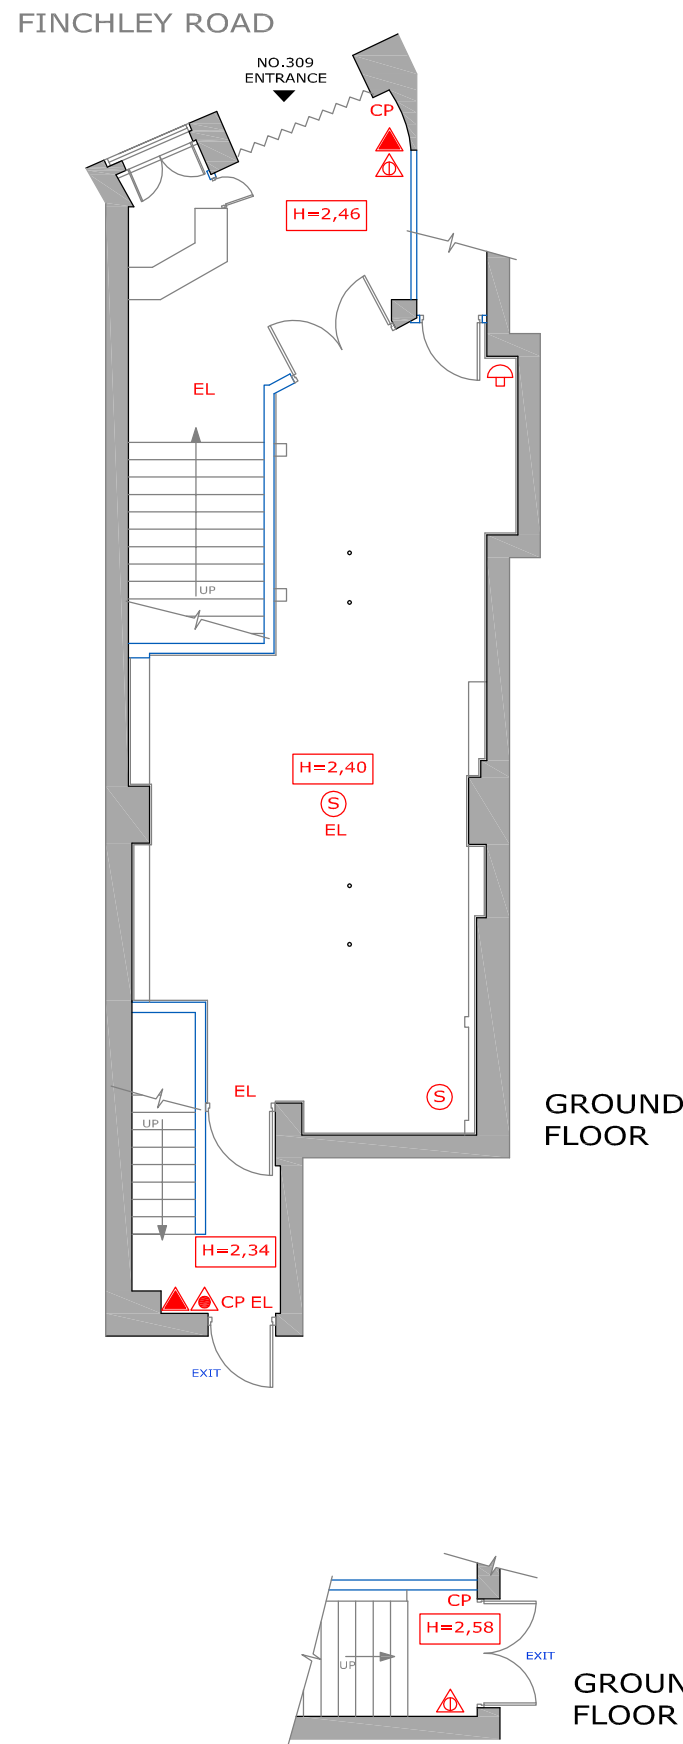 FINCHLEY ROAD
NO.309
ENTRANCE
CP
H=2,46
EL
UP
H=2,40
S
EL
EL
S
GROUND
FLOOR
UP
H=2,34
CP EL
EXIT
CP
H=2,58
EXIT
UP
GROUN
FLOOR